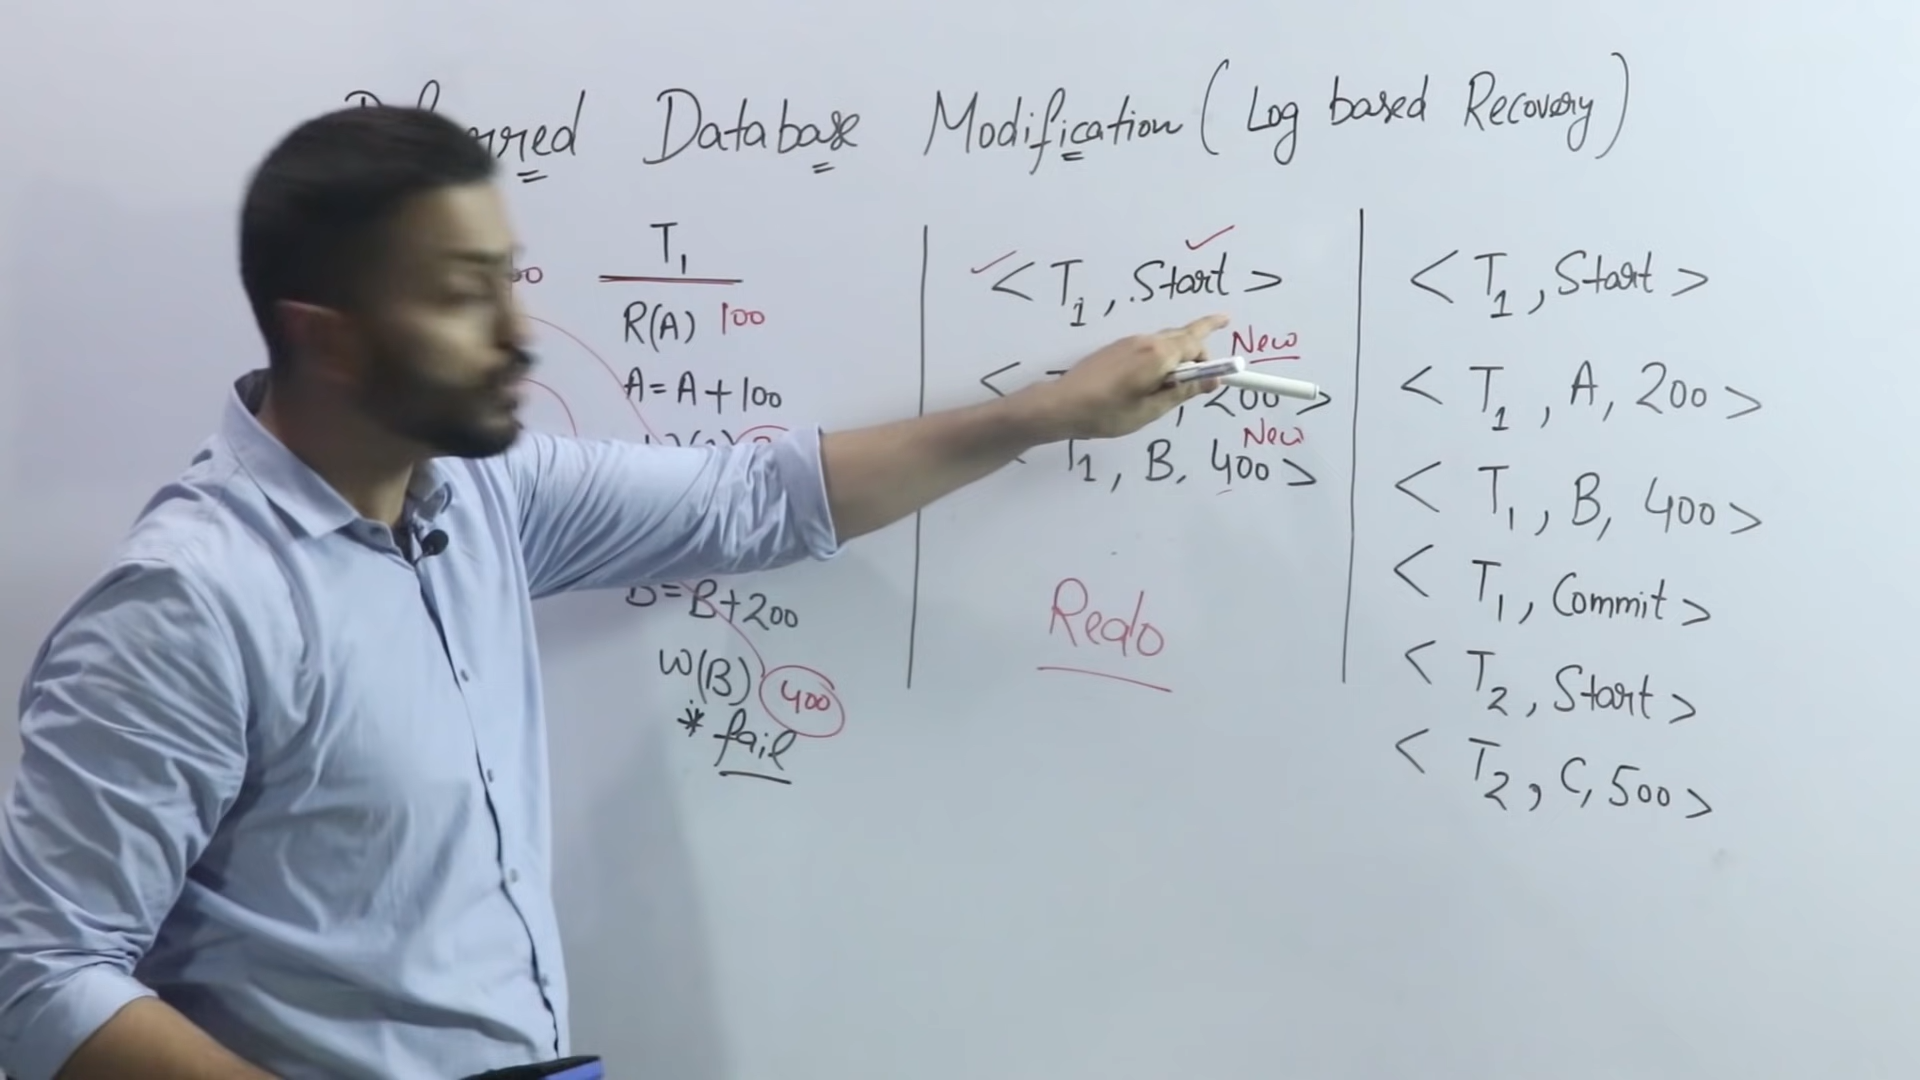 Database Modification (Log based Recovery)
T1
R(A) 100
A=A+100
B=B+200
W(B) 400
* fail
< T1, Start >
New
200 >
New
T1, B, 400 >
Redo
< T1, Start >
< T1, A, 200 >
< T1, B, 400 >
< T1, Commit >
< T2, Start >
< T2, C, 500 >